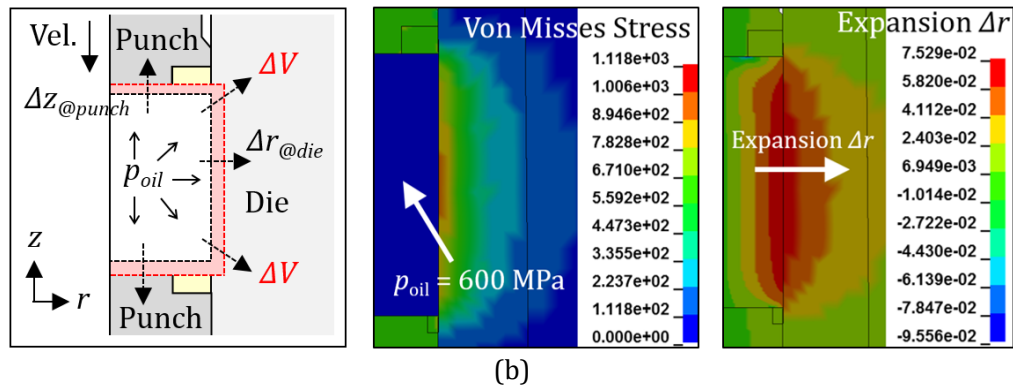 Vel.
Punch
ΔV
Δz@punch
Δr@die
poil
Die
z
ΔV
r
Punch
Von Misses Stress
1.118e+03
1.006e+03
8.946e+02
7.828e+02
6.710e+02
5.592e+02
4.473e+02
3.355e+02
2.237e+02
1.118e+02
0.000e+00
poil = 600 MPa
Expansion Δr
7.529e-02
5.820e-02
4.112e-02
2.403e-02
6.949e-03
-1.014e-02
-2.722e-02
-4.430e-02
-6.139e-02
-7.847e-02
-9.556e-02
Expansion Δr
(b)